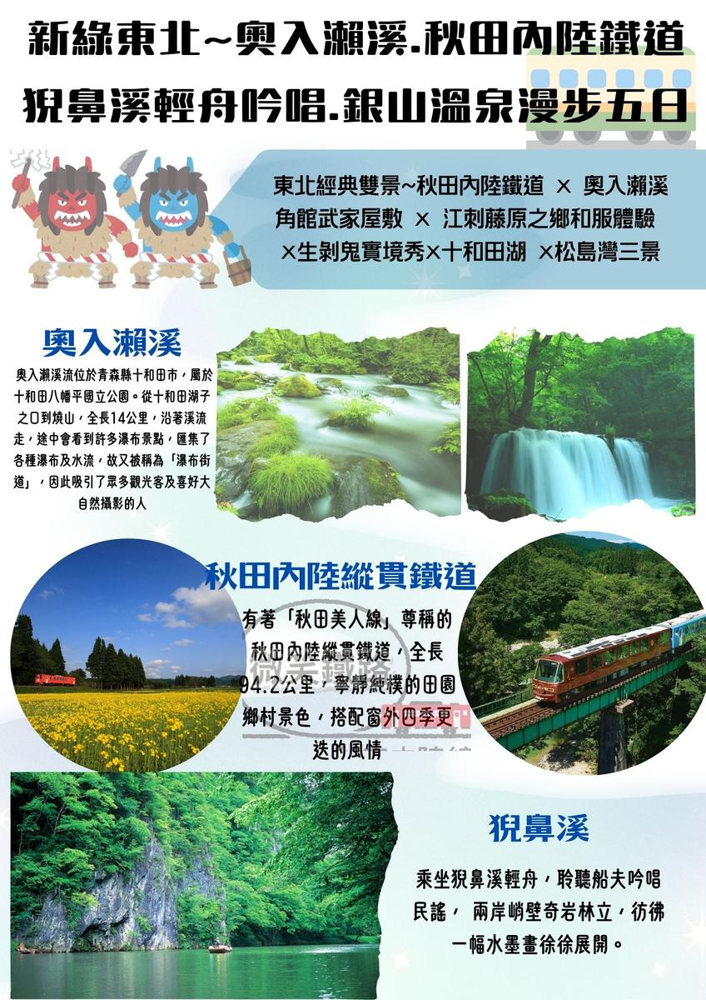 新綠東北~奧入瀨溪.秋田內陸鐵道
猊鼻溪輕舟吟唱.銀山溫泉漫步五日
東北經典雙景~秋田內陸鐵道 x 奧入瀨溪
角館武家屋敷 x 江刺藤原之鄉和服體驗
x生剝鬼實境秀x十和田湖 x松島灣三景
奧入瀨溪
奧入瀨溪流位於青森縣十和田市，屬於
十和田八幡平國立公園。從十和田湖子
之口到燒山，全長14公里，沿著溪流
走，途中會看到許多瀑布景點，匯集了
各種瀑布及水流，故又被稱為「瀑布街
道」，因此吸引了眾多觀光客及喜好大
自然攝影的人
秋田內陸縱貫鐵道
有著「秋田美人線」尊稱的
秋田內陸縱貫鐵道，全長
94.2公里，寧靜純樸的田園
鄉村景色，搭配窗外四季更
迭的風情
微笑鐵路
猊鼻溪
乘坐猊鼻溪輕舟，聆聽船夫吟唱
民謠， 兩岸峭壁奇岩林立，彷彿
一幅水墨畫徐徐展開。